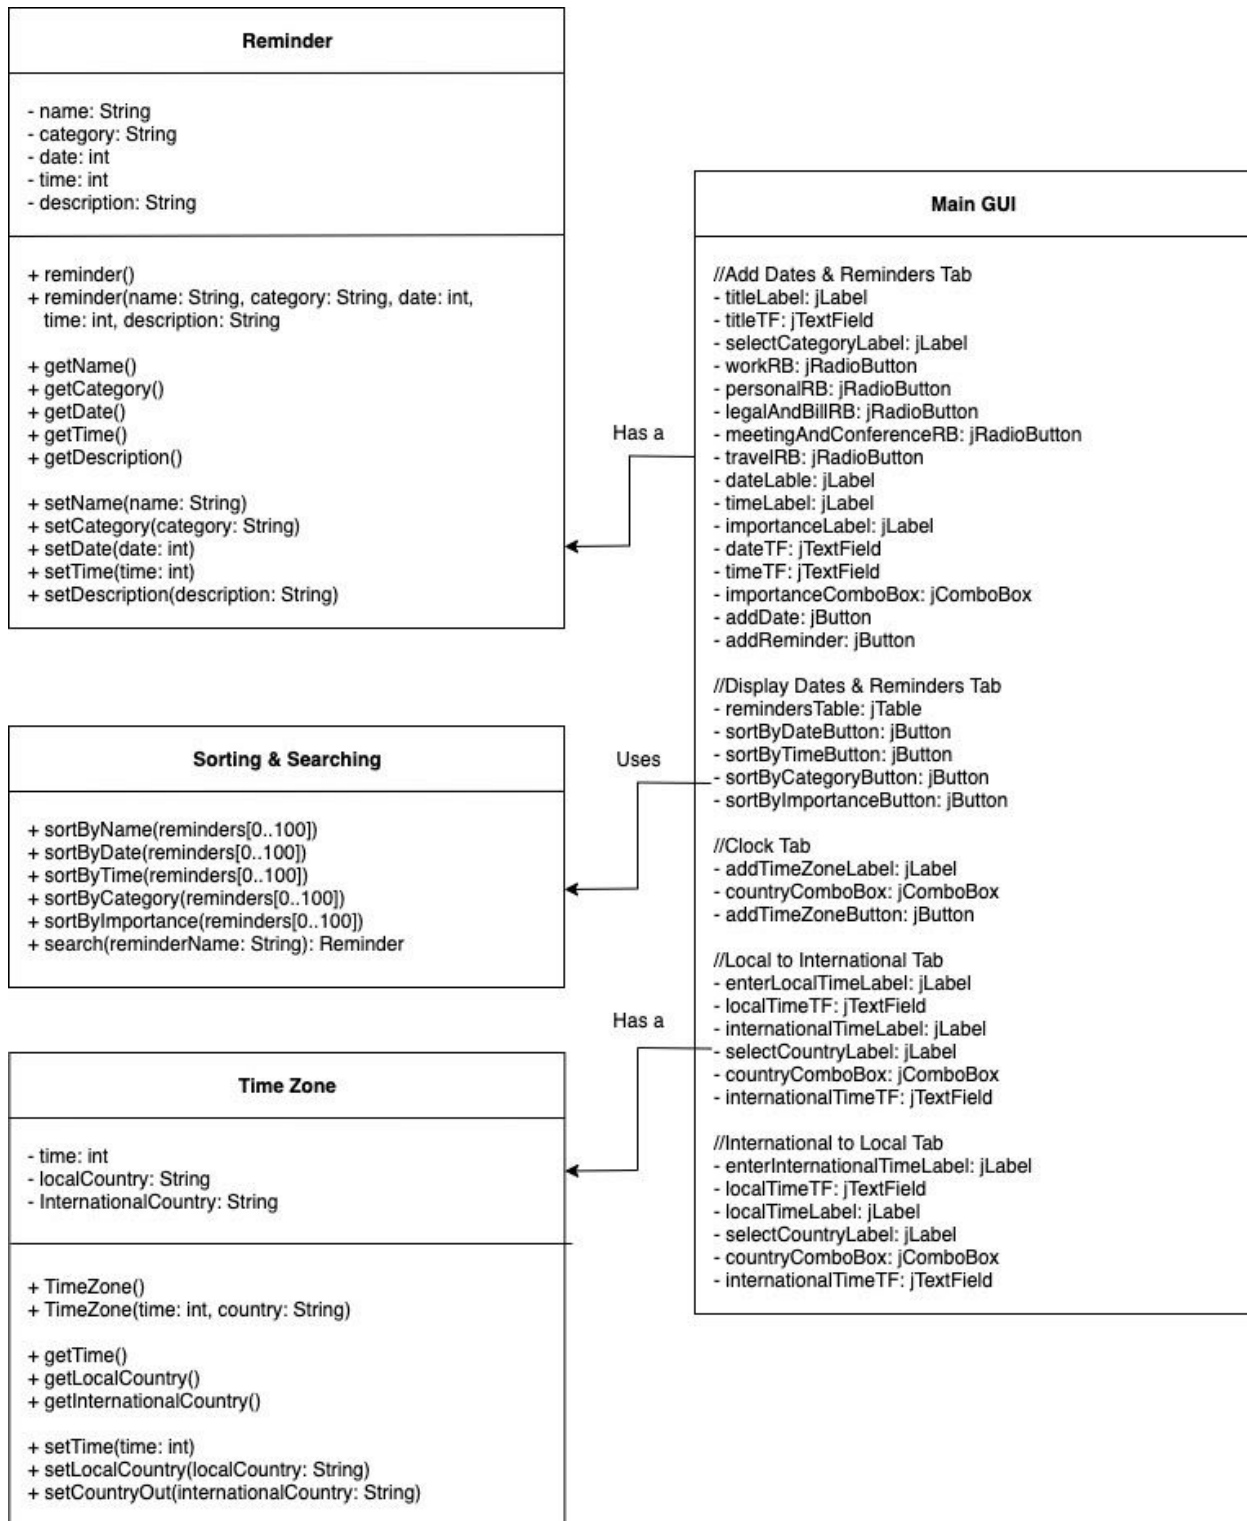 Reminder
- name: String
- category: String
- date: int
- time: int
- description: String
+ reminder()
+ reminder(name: String, category: String, date: int,
time: int, description: String
+ getName()
+ getCategory()
+ getDate()
+ getTime()
+ getDescription()
+ setName(name: String)
+ setCategory(category: String)
+ setDate(date: int)
+ setTime(time: int)
+ setDescription(description: String)
Has a
Sorting & Searching
+ sortByName(reminders[0..100])
+ sortByDate(reminders[0..100])
+ sortByTime(reminders[0..100])
+ sortByCategory(reminders[0..100])
+ sortByImportance(reminders[0..100])
+ search(reminderName: String): Reminder
Uses
Time Zone
- time: int
- localCountry: String
- InternationalCountry: String
+ TimeZone()
+ TimeZone(time: int, country: String)
+ getTime()
+ getLocalCountry()
+ getInternationalCountry()
+ setTime(time: int)
+ setLocalCountry(localCountry: String)
+ setCountryOut(internationalCountry: String)
Has a
Main GUI
//Add Dates & Reminders Tab
- titleLabel: jLabel
- titleTF: jTextField
- selectCategoryLabel: jLabel
- workRB: jRadioButton
- personalRB: jRadioButton
- legalAndBillRB: jRadioButton
- meetingAndConferenceRB: jRadioButton
- travelRB: jRadioButton
- dateLable: jLabel
- timeLabel: jLabel
- importanceLabel: jLabel
- dateTF: jTextField
- timeTF: jTextField
- importanceComboBox: jComboBox
- addDate: jButton
- addReminder: jButton
//Display Dates & Reminders Tab
- remindersTable: jTable
- sortByDateButton: jButton
- sortByTimeButton: jButton
- sortByCategoryButton: jButton
- sortByImportanceButton: jButton
//Clock Tab
- addTimeZoneLabel: jLabel
- countryComboBox: jComboBox
- addTimeZoneButton: jButton
//Local to International Tab
- enterLocalTimeLabel: jLabel
- localTimeTF: jTextField
- internationalTimeLabel: jLabel
- selectCountryLabel: jLabel
- countryComboBox: jComboBox
- internationalTimeTF: jTextField
//International to Local Tab
- enterInternationalTimeLabel: jLabel
- localTimeTF: jTextField
- localTimeLabel: jLabel
- selectCountryLabel: jLabel
- countryComboBox: jComboBox
- internationalTimeTF: jTextField